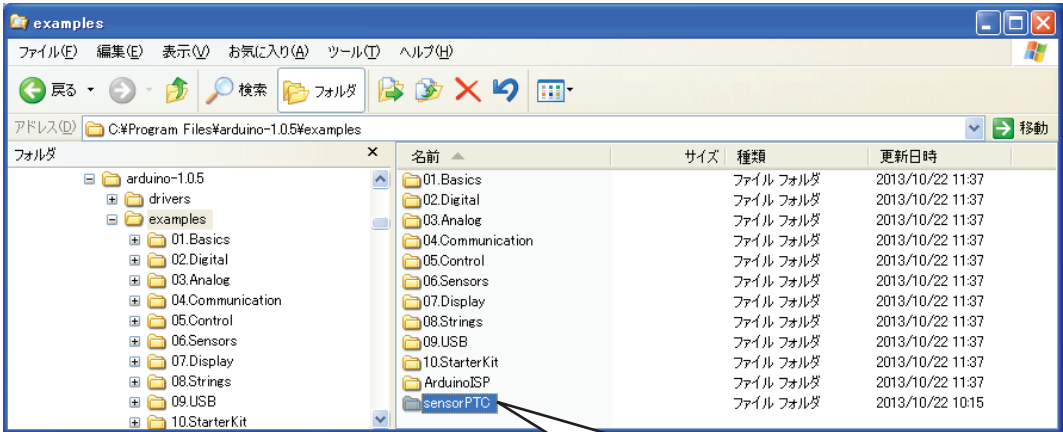 examples
ファイル(F) 編集(E) 表示(V) お気に入り(A) ツール(T) ヘルプ(H)
戻る 検索 フォルダ
アドレス(D) C:¥Program Files¥arduino-1.0.5¥examples 移動
フォルダ × 名前 サイズ 種類 更新日時
arduino-1.0.5
drivers
examples
01.Basics
02.Digital
03.Analog
04.Communication
05.Control
06.Sensors
07.Display
08.Strings
09.USB
10.StarterKit
01.Basics ファイル フォルダ 2013/10/22 11:37
02.Digital ファイル フォルダ 2013/10/22 11:37
03.Analog ファイル フォルダ 2013/10/22 11:37
04.Communication ファイル フォルダ 2013/10/22 11:37
05.Control ファイル フォルダ 2013/10/22 11:37
06.Sensors ファイル フォルダ 2013/10/22 11:37
07.Display ファイル フォルダ 2013/10/22 11:37
08.Strings ファイル フォルダ 2013/10/22 11:37
09.USB ファイル フォルダ 2013/10/22 11:37
10.StarterKit ファイル フォルダ 2013/10/22 11:37
ArduinoISP ファイル フォルダ 2013/10/22 11:37
sensorPTC ファイル フォルダ 2013/10/22 10:15